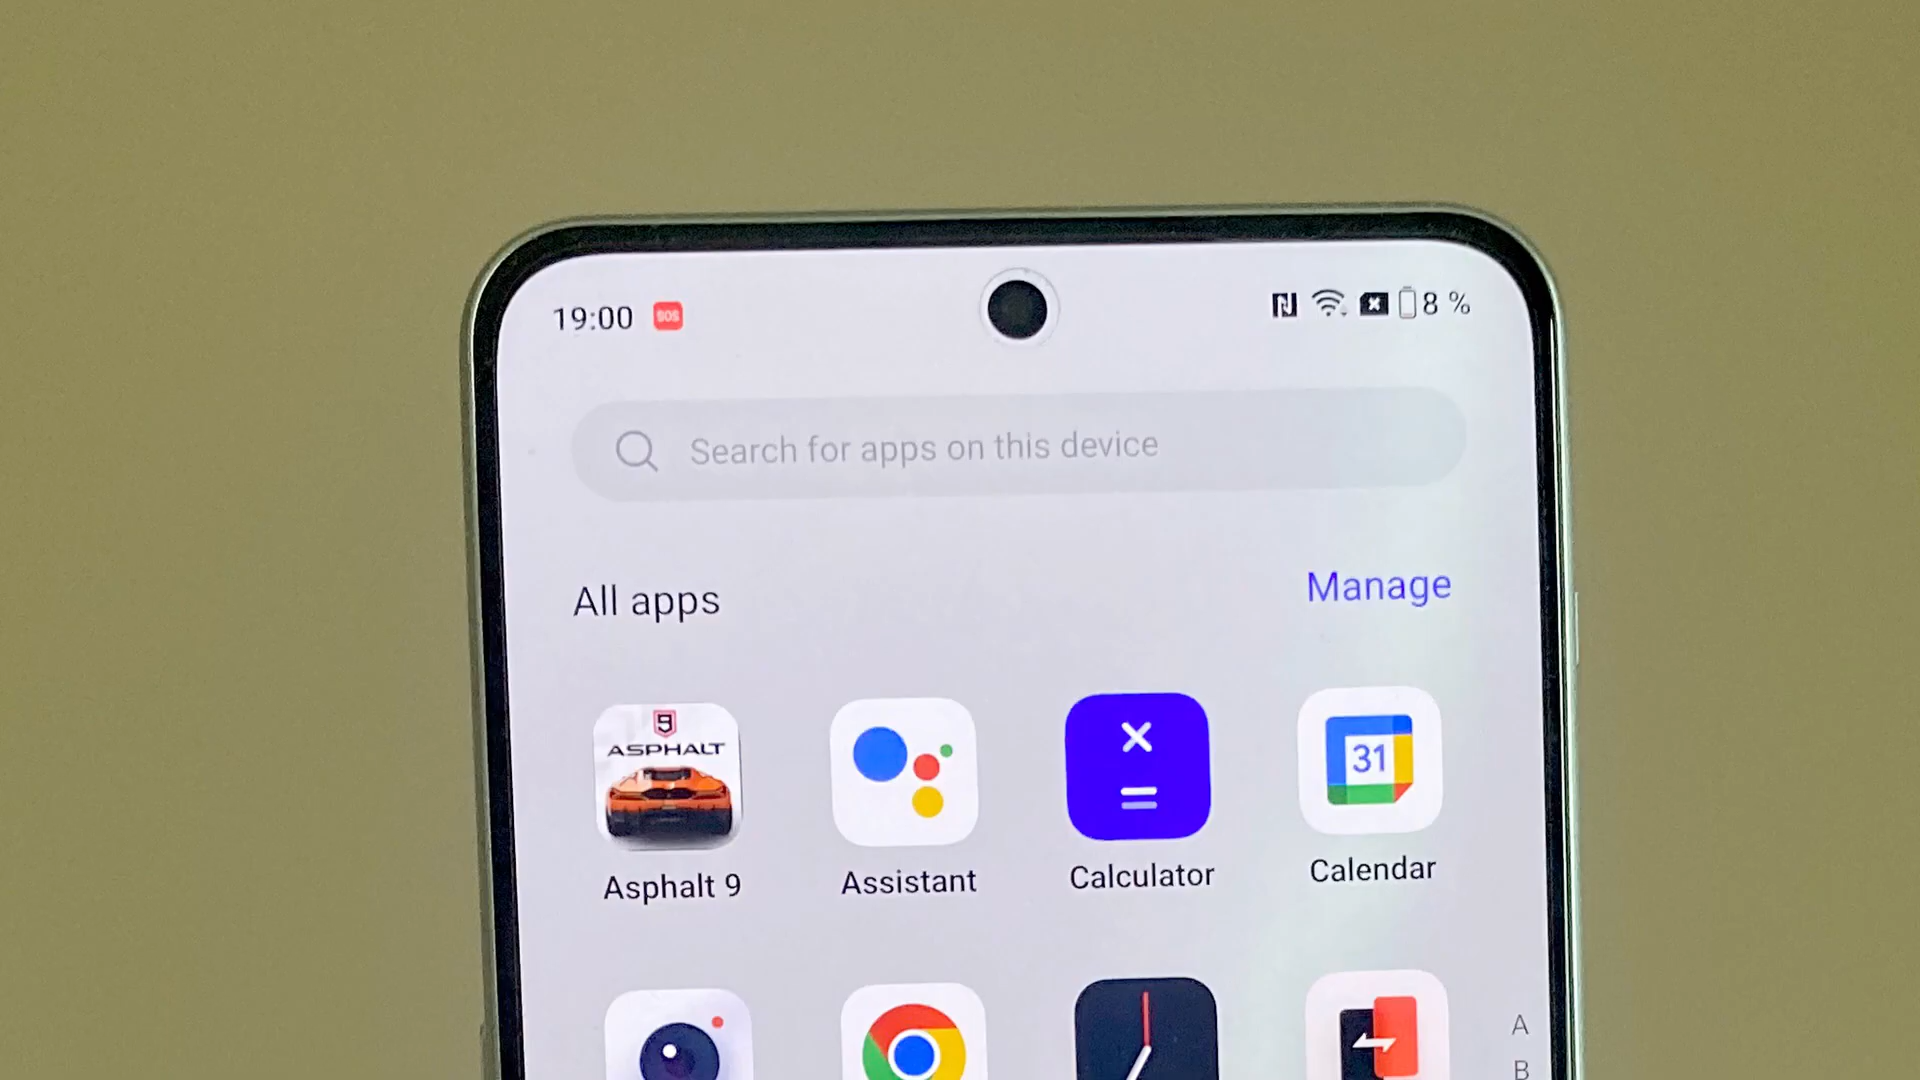 19:00 SOS 8 %
Search for apps on this device
All apps Manage
9
ASPHALT
31
Asphalt 9 Assistant Calculator Calendar
A
B